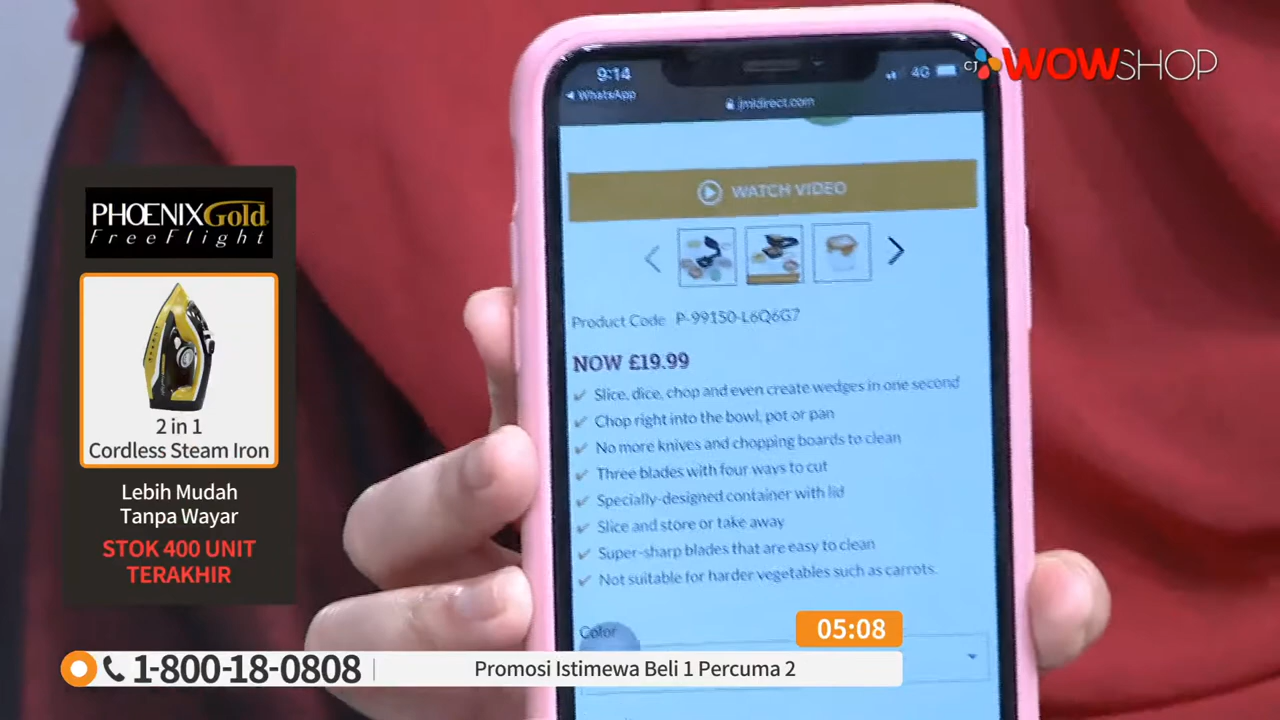 CJ WOWSHOP
9:14
4G
WhatsApp
jmldirect.com
WATCH VIDEO
Product Code P-99150-L6Q6G7
NOW £19.99
Slice, dice, chop and even create wedges in one second
Chop right into the bowl, pot or pan
No more knives and chopping boards to clean
Three blades with four ways to cut
Specially-designed container with lid
Slice and store or take away
Super-sharp blades that are easy to clean
Not suitable for harder vegetables such as carrots.
Color
PHOENIX Gold
FreeFlight
2 in 1
Cordless Steam Iron
Lebih Mudah
Tanpa Wayar
STOK 400 UNIT
TERAKHIR
05:08
1-800-18-0808
Promosi Istimewa Beli 1 Percuma 2